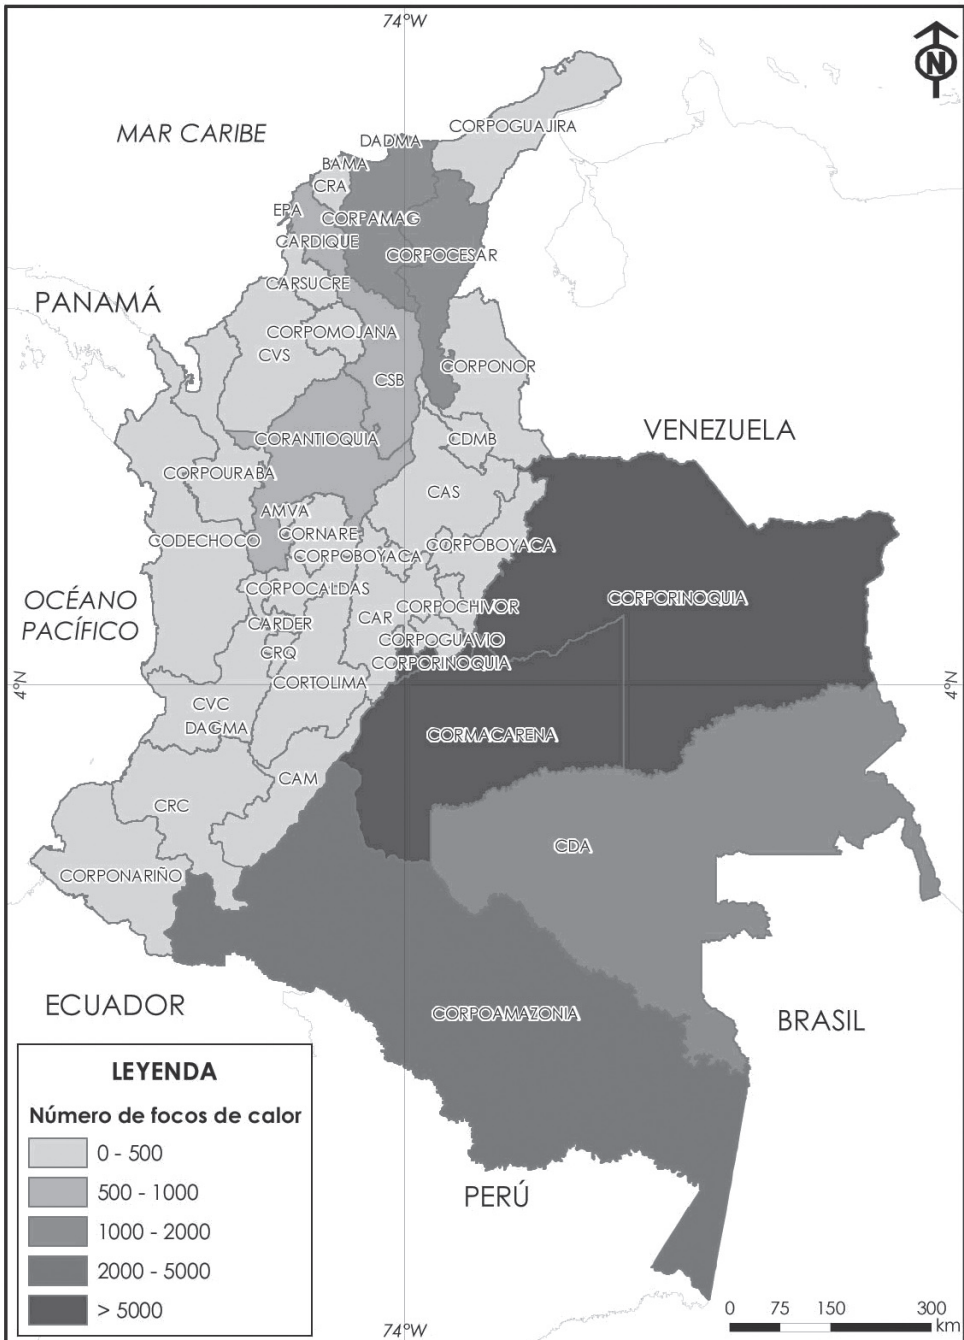 74°W
N
MAR CARIBE
CORPOGUAJIRA
DADMA
BAMA
CRA
EPA
CORPAMAG
CARDIQUE
CORPOCESAR
CARSUCRE
PANAMÁ
CORPOMOJANA
CVS
CSB
CORPONOR
VENEZUELA
CORANTIOQUIA
CDMB
CORPOURABA
CAS
AMVA
CORNARE
CODECHOCO
CORPOBOYACA
CORPOBOYACA
CORPOCALDAS
OCÉANO
PACÍFICO
CORPORINOQUIA
CAR
CORPOCHIVOR
CARDER
CORPOGUAVIO
CRQ
CORPORINOQUIA
CORTOLIMA
4°N
4°N
CVC
DAGMA
CORMACARENA
CAM
CRC
CDA
CORPONARIÑO
ECUADOR
CORPOAMAZONIA
BRASIL
PERÚ
LEYENDA
Número de focos de calor
0 - 500
500 - 1000
1000 - 2000
2000 - 5000
> 5000
0 75 150 300
km
74°W